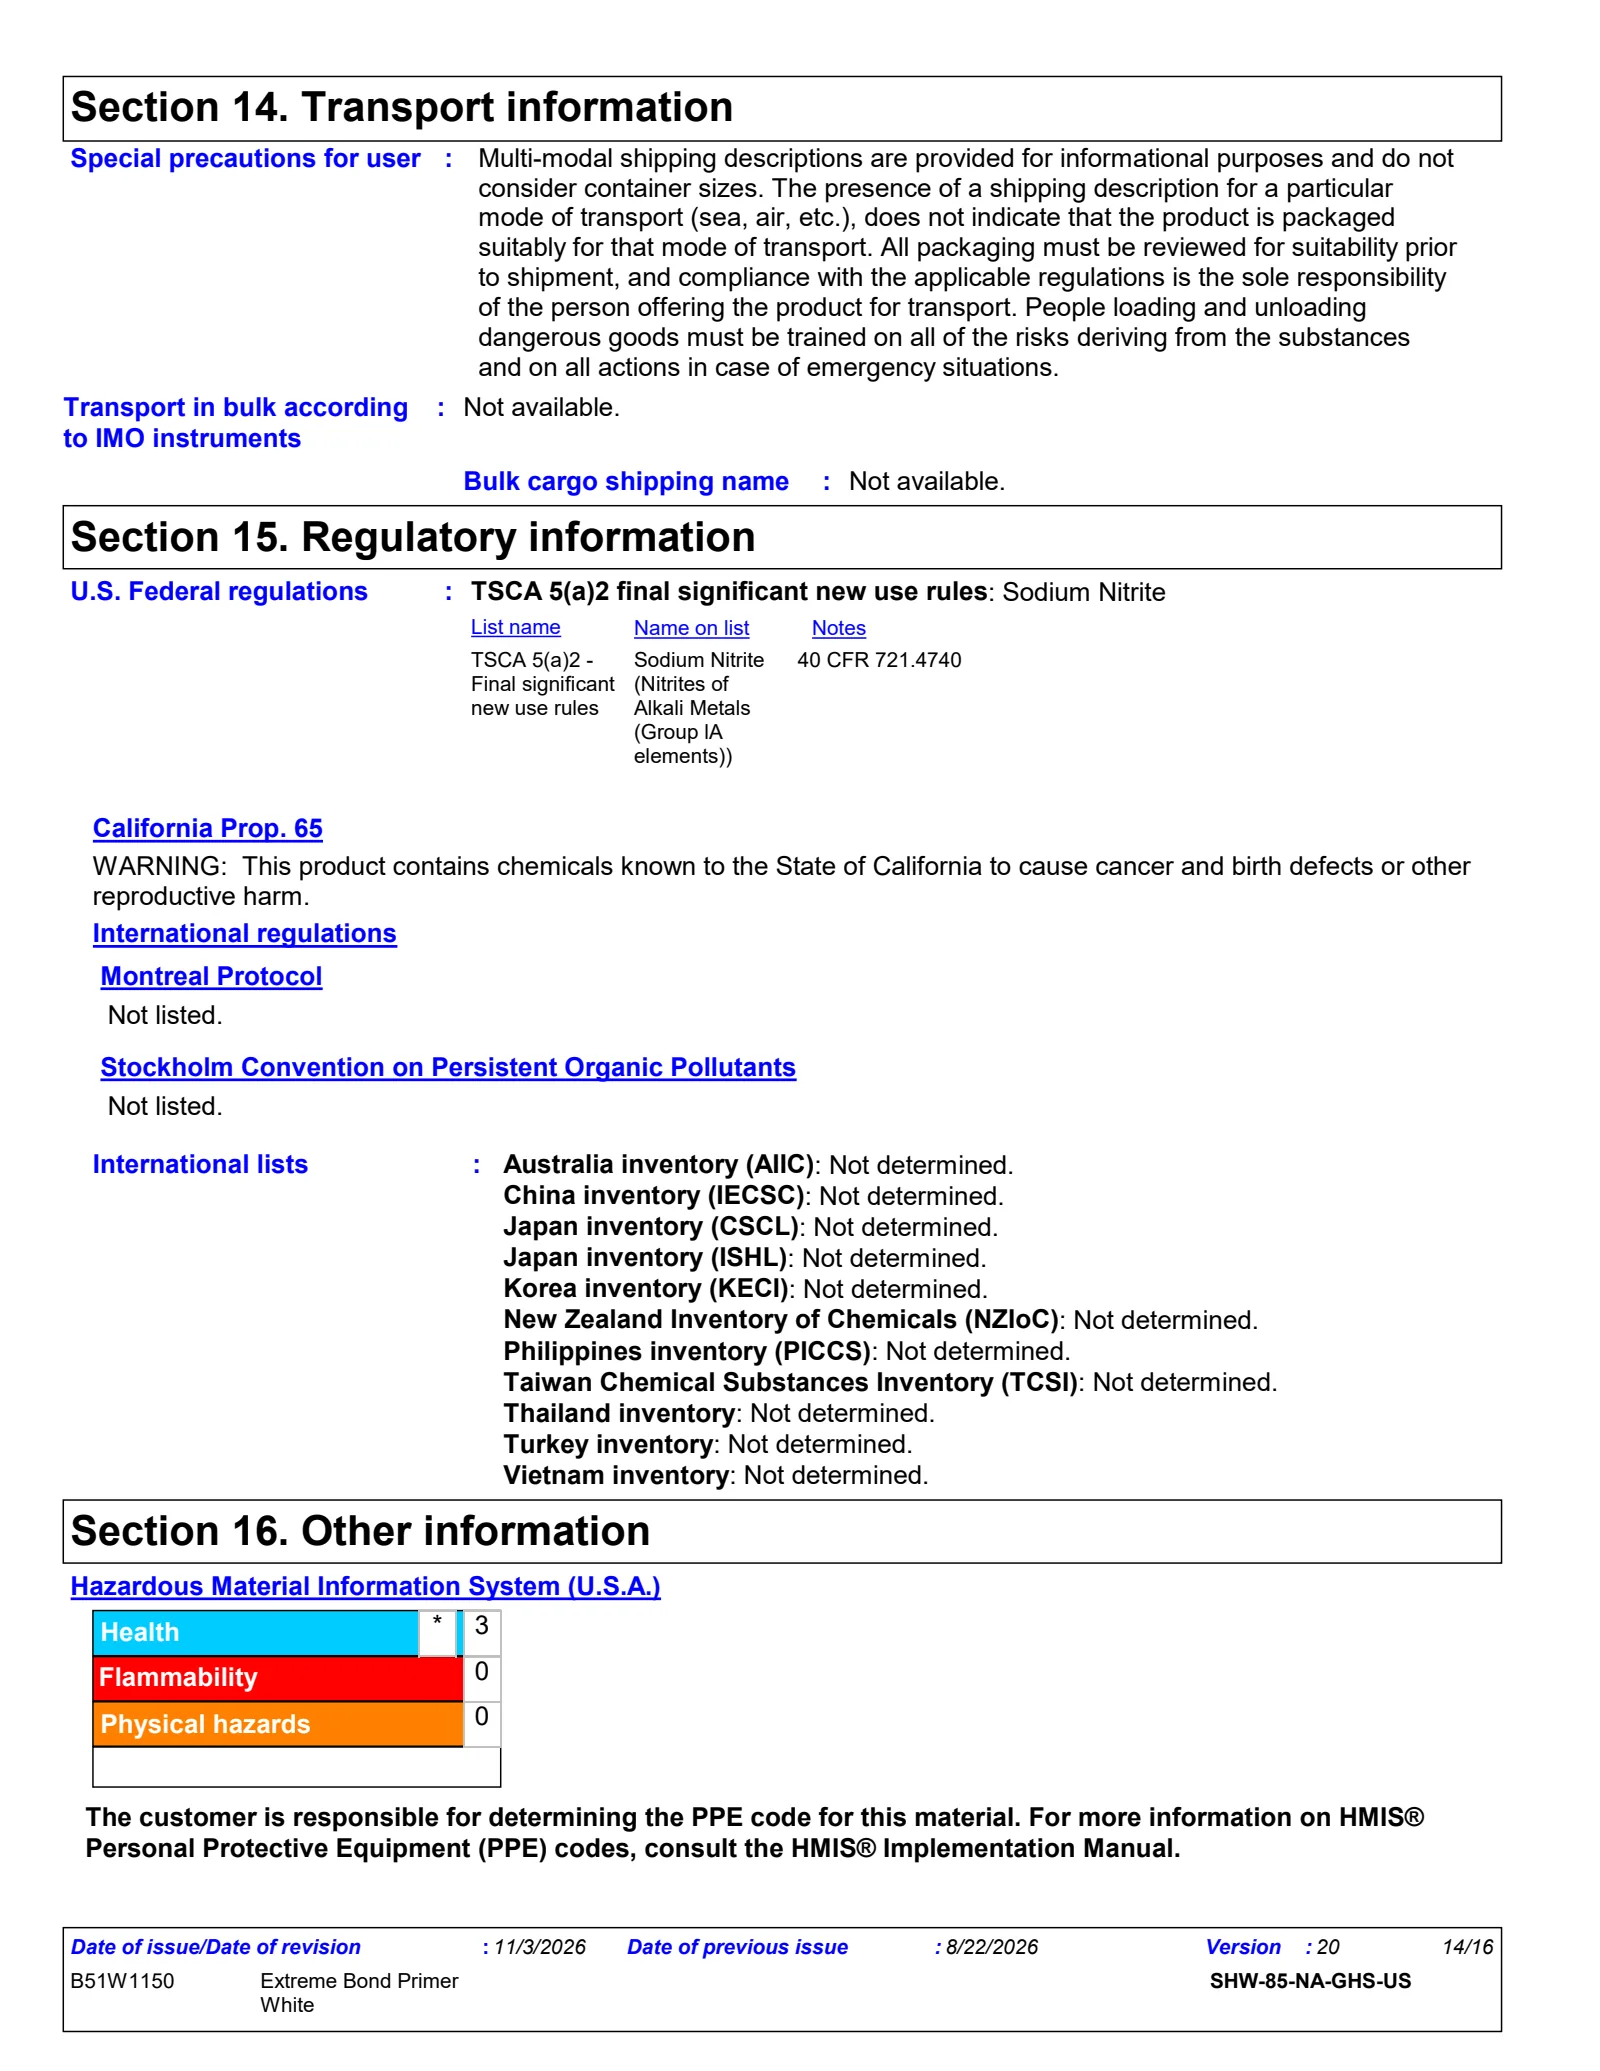 Section 14. Transport information
Special precautions for user : Multi-modal shipping descriptions are provided for informational purposes and do not
consider container sizes. The presence of a shipping description for a particular
mode of transport (sea, air, etc.), does not indicate that the product is packaged
suitably for that mode of transport. All packaging must be reviewed for suitability prior
to shipment, and compliance with the applicable regulations is the sole responsibility
of the person offering the product for transport. People loading and unloading
dangerous goods must be trained on all of the risks deriving from the substances
and on all actions in case of emergency situations.
Transport in bulk according : Not available.
to IMO instruments
Bulk cargo shipping name : Not available.
Section 15. Regulatory information
U.S. Federal regulations : TSCA 5(a)2 final significant new use rules: Sodium Nitrite
List name Name on list Notes
TSCA 5(a)2 - Sodium Nitrite 40 CFR 721.4740
Final significant (Nitrites of
new use rules Alkali Metals
(Group IA
elements))
California Prop. 65
WARNING: This product contains chemicals known to the State of California to cause cancer and birth defects or other
reproductive harm.
International regulations
Montreal Protocol
Not listed.
Stockholm Convention on Persistent Organic Pollutants
Not listed.
International lists : Australia inventory (AIIC): Not determined.
China inventory (IECSC): Not determined.
Japan inventory (CSCL): Not determined.
Japan inventory (ISHL): Not determined.
Korea inventory (KECI): Not determined.
New Zealand Inventory of Chemicals (NZIoC): Not determined.
Philippines inventory (PICCS): Not determined.
Taiwan Chemical Substances Inventory (TCSI): Not determined.
Thailand inventory: Not determined.
Turkey inventory: Not determined.
Vietnam inventory: Not determined.
Section 16. Other information
Hazardous Material Information System (U.S.A.)
Health * 3
Flammability 0
Physical hazards 0
The customer is responsible for determining the PPE code for this material. For more information on HMIS®
Personal Protective Equipment (PPE) codes, consult the HMIS® Implementation Manual.
Date of issue/Date of revision : 11/3/2026 Date of previous issue : 8/22/2026 Version : 20 14/16
B51W1150 Extreme Bond Primer SHW-85-NA-GHS-US
White